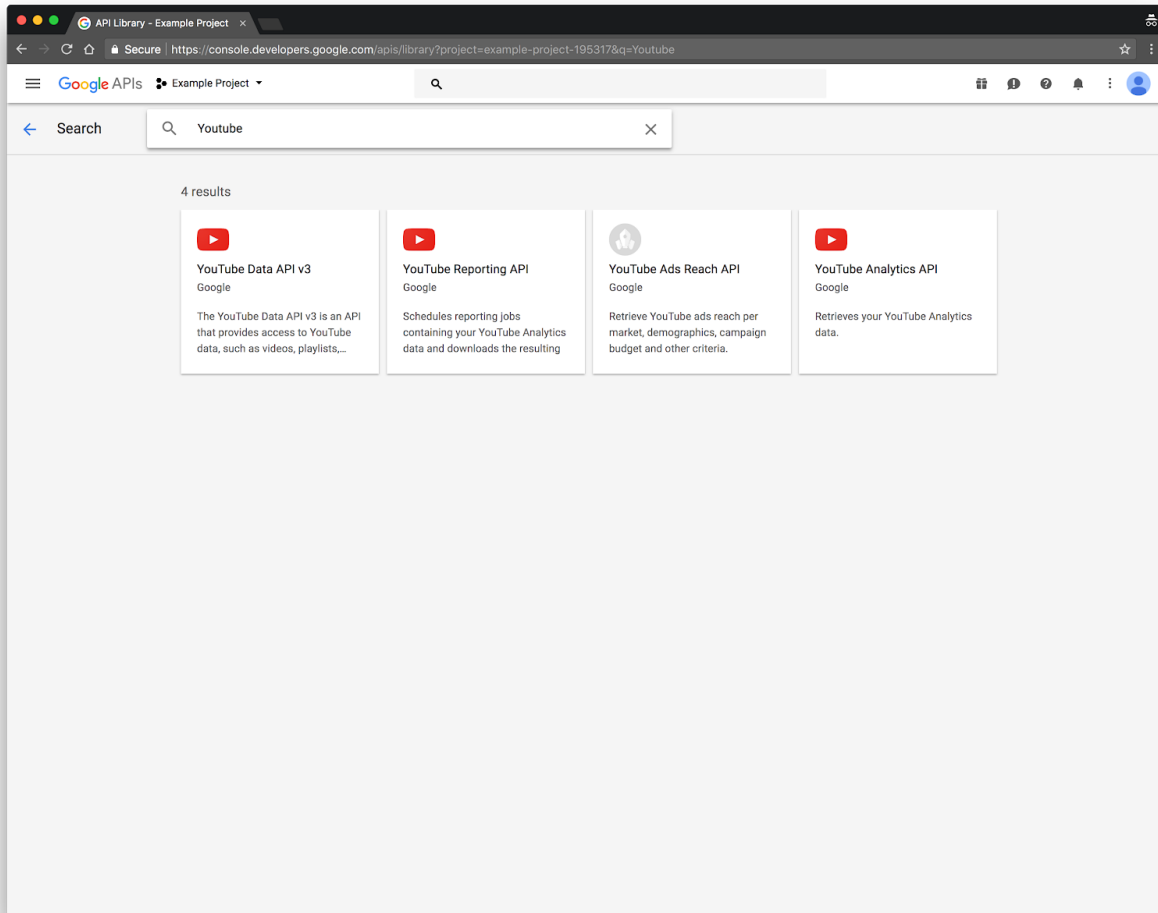 API Library - Example Project
Secure https://console.developers.google.com/apis/library?project=example-project-195317&q=Youtube
Google APIs Example Project
Search Youtube
4 results
YouTube Data API v3
Google
The YouTube Data API v3 is an API
that provides access to YouTube
data, such as videos, playlists,...
YouTube Reporting API
Google
Schedules reporting jobs
containing your YouTube Analytics
data and downloads the resulting
YouTube Ads Reach API
Google
Retrieve YouTube ads reach per
market, demographics, campaign
budget and other criteria.
YouTube Analytics API
Google
Retrieves your YouTube Analytics
data.